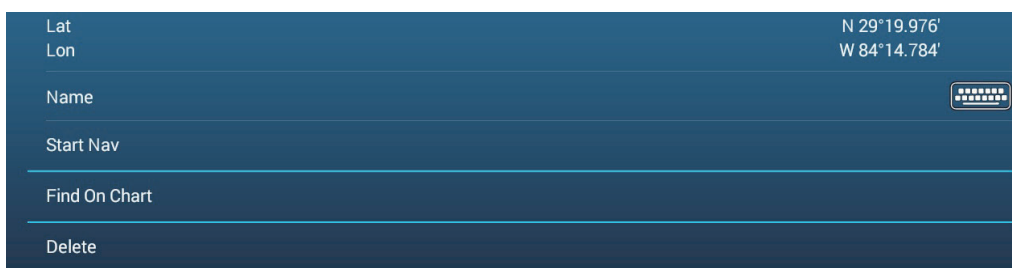 Lat N 29°19.976'
Lon W 84°14.784'
Name
Start Nav
Find On Chart
Delete